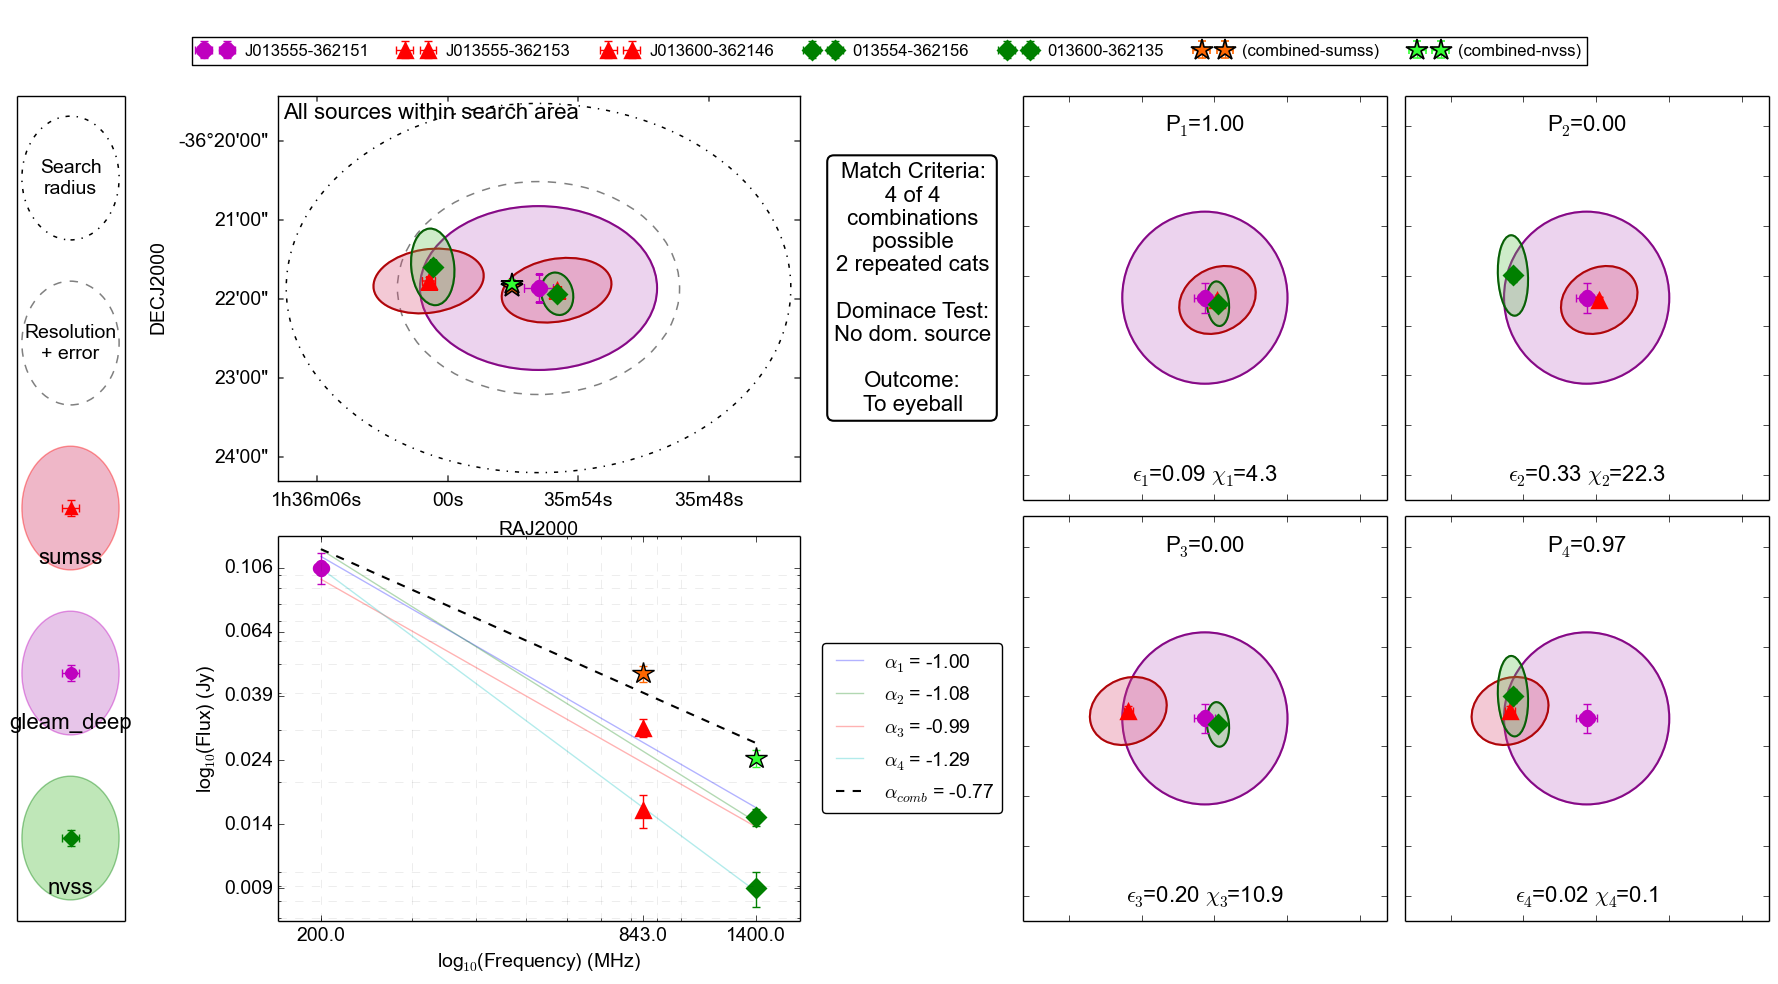 J013555-362151 J013555-362153 J013600-362146 013554-362156 013600-362135 (combined-sumss) (combined-nvss)
Search
radius
Resolution
+ error
sumss
gleam_deep
nvss
All sources within search area
DECJ2000
-36°20'00"
21'00"
22'00"
23'00"
24'00"
1h36m06s 00s 35m54s 35m48s
RAJ2000
Match Criteria:
4 of 4
combinations
possible
2 repeated cats
Dominace Test:
No dom. source
Outcome:
To eyeball
P1=1.00
ϵ1=0.09 χ1=4.3
P2=0.00
ϵ2=0.33 χ2=22.3
log10(Flux) (Jy)
0.106
0.064
0.039
0.024
0.014
0.009
200.0 843.0 1400.0
log10(Frequency) (MHz)
α1 = -1.00
α2 = -1.08
α3 = -0.99
α4 = -1.29
αcomb = -0.77
P3=0.00
ϵ3=0.20 χ3=10.9
P4=0.97
ϵ4=0.02 χ4=0.1